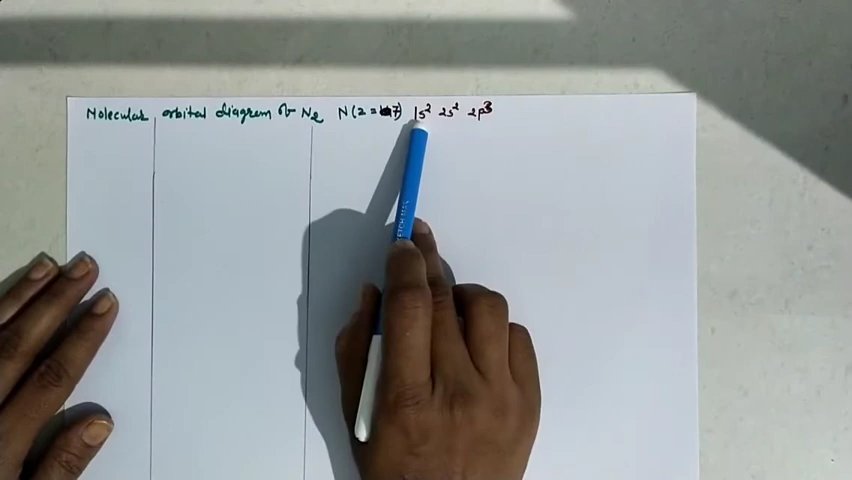 Molecular orbital diagram of N2 N(Z=7) 1s² 2s² 2p³